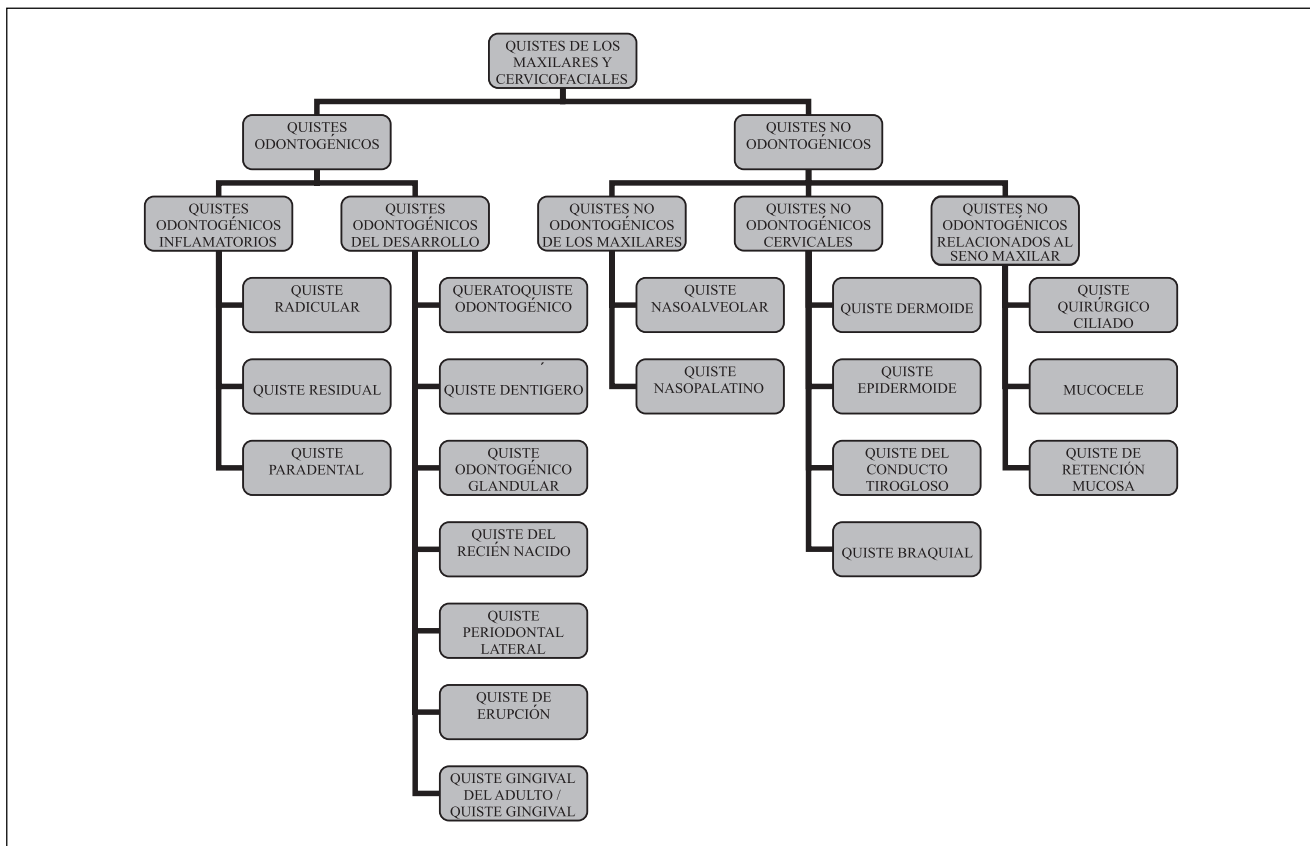 QUISTES DE LOS
MAXILARES Y
CERVICOFACIALES
QUISTES
ODONTOGÉNICOS
QUISTES NO
ODONTOGÉNICOS
QUISTES
ODONTOGÉNICOS
INFLAMATORIOS
QUISTES
ODONTOGÉNICOS
DEL DESARROLLO
QUISTES NO
ODONTOGÉNICOS
DE LOS MAXILARES
QUISTES NO
ODONTOGÉNICOS
CERVICALES
QUISTES NO
ODONTOGÉNICOS
RELACIONADOS AL
SENO MAXILAR
QUISTE
RADICULAR
QUISTE RESIDUAL
QUISTE
PARADENTAL
QUERATOQUISTE
ODONTOGÉNICO
QUISTE DENTIGERO
QUISTE
ODONTOGÉNICO
GLANDULAR
QUISTE DEL
RECIÉN NACIDO
QUISTE
PERIODONTAL
LATERAL
QUISTE DE
ERUPCIÓN
QUISTE GINGIVAL
DEL ADULTO /
QUISTE GINGIVAL
QUISTE
NASOALVEOLAR
QUISTE
NASOPALATINO
QUISTE DERMOIDE
QUISTE
EPIDERMOIDE
QUISTE DEL
CONDUCTO
TIROGLOSO
QUISTE BRAQUIAL
QUISTE
QUIRÚRGICO
CILIADO
MUCOCELE
QUISTE DE
RETENCIÓN
MUCOSA